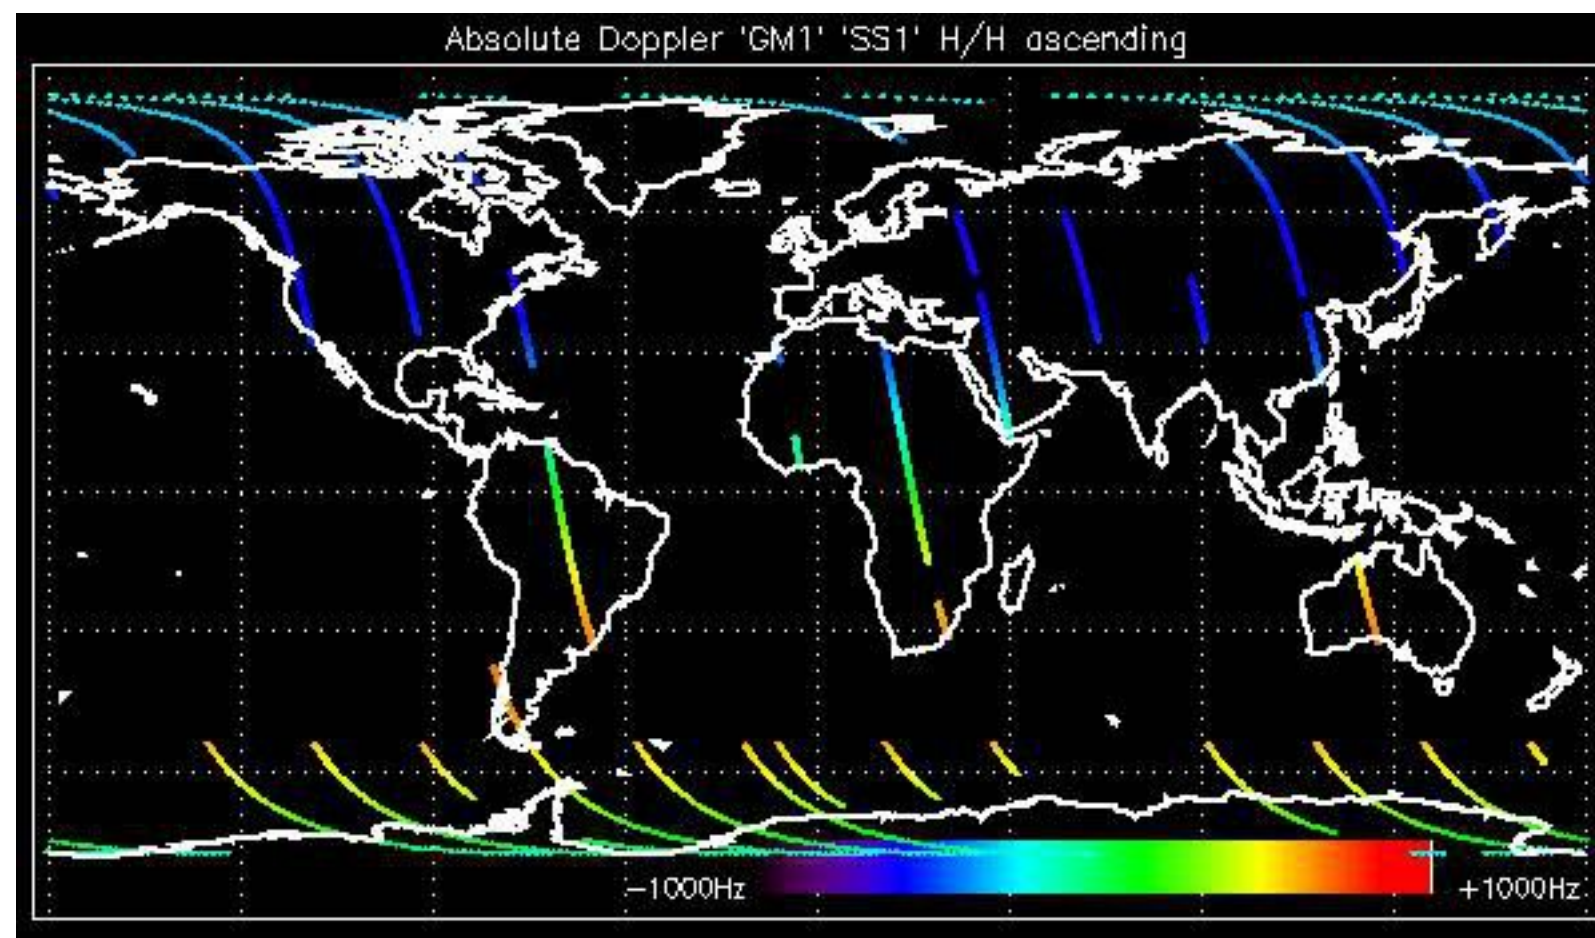 Absolute Doppler 'GM1' 'SS1' H/H ascending
-1000Hz +1000Hz